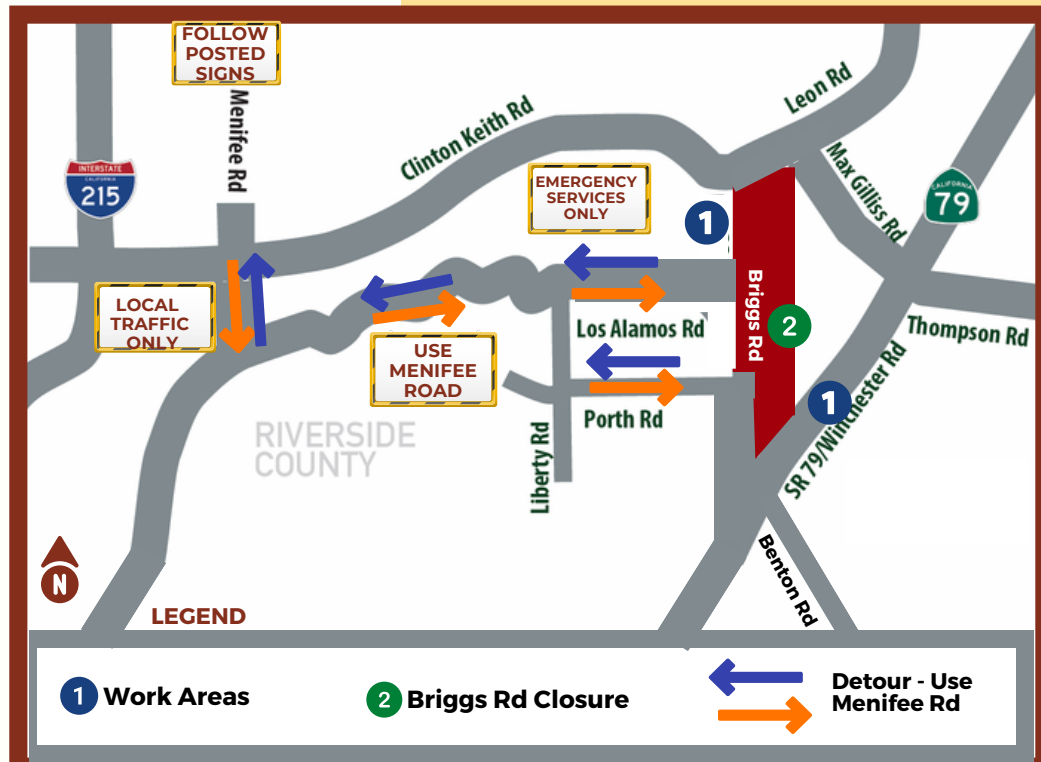 FOLLOW
POSTED
SIGNS
Menifee Rd
INTERSTATE
CALIFORNIA
215
Clinton Keith Rd
Leon Rd
Max Gilliss Rd
CALIFORNIA
79
EMERGENCY
SERVICES
ONLY
1
Briggs Rd
2
LOCAL
TRAFFIC
ONLY
USE
MENIFEE
ROAD
Los Alamos Rd
Thompson Rd
Porth Rd
1
SR 79/Winchester Rd
RIVERSIDE
COUNTY
Liberty Rd
Benton Rd
N
LEGEND
1 Work Areas
2 Briggs Rd Closure
Detour - Use
Menifee Rd